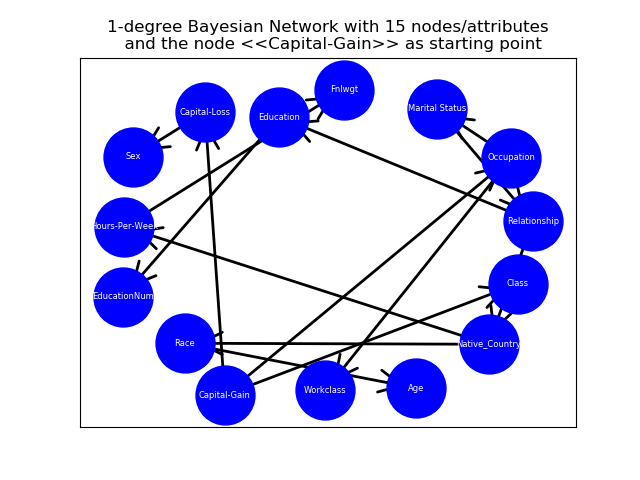 1-degree Bayesian Network with 15 nodes/attributes
and the node <<Capital-Gain>> as starting point
Fnlwgt
Capital-Loss
Education
Marital Status
Sex
Occupation
Hours-Per-Wee
Relationship
EducationNum
Class
Race
Native_Country
Capital-Gain
Workclass
Age